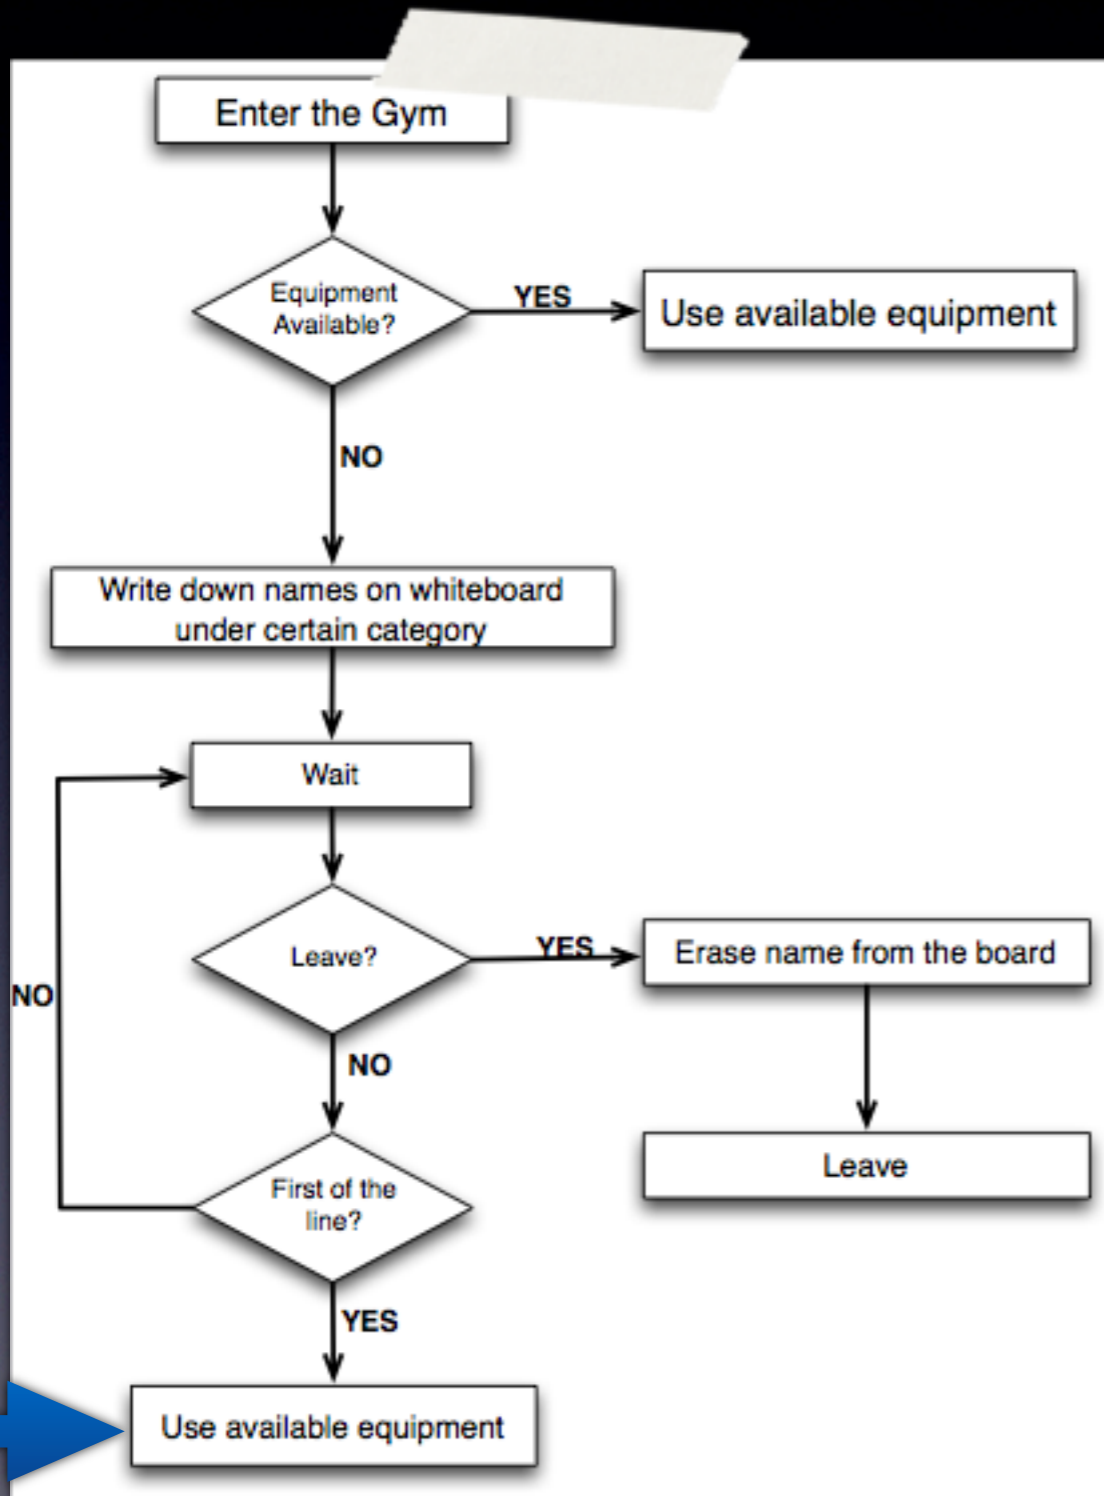 Enter the Gym
Equipment
Available?
YES
Use available equipment
NO
Write down names on whiteboard
under certain category
Wait
Leave?
YES
Erase name from the board
NO
NO
Leave
First of the
line?
YES
Use available equipment